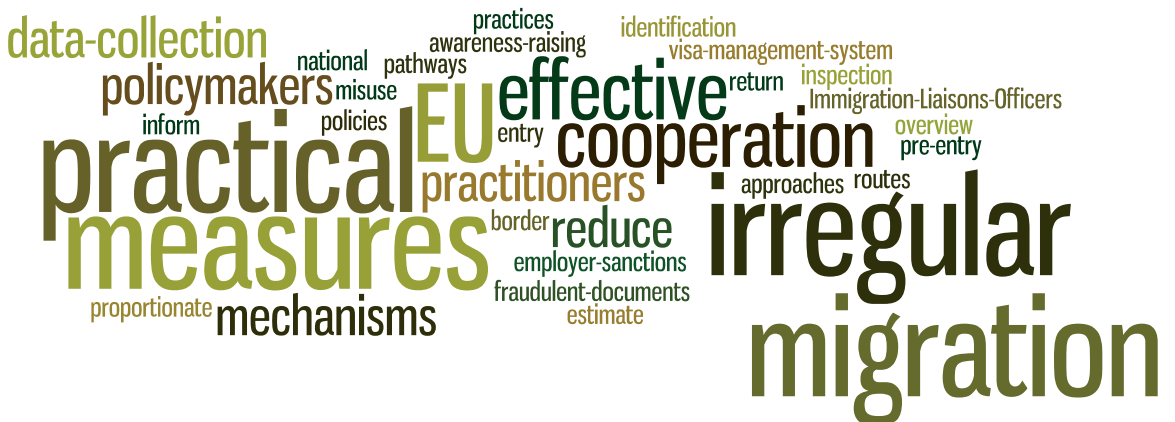 practices
identification
data-collection
awareness-raising
visa-management-system
national
pathways
policymakers
misuse
effective
return
inspection
EU
Immigration-Liaisons-Officers
inform
policies
entry
cooperation
overview
pre-entry
practical
practitioners
approaches
routes
measures
border
reduce
irregular
employer-sanctions
fraudulent-documents
proportionate
mechanisms
estimate
migration